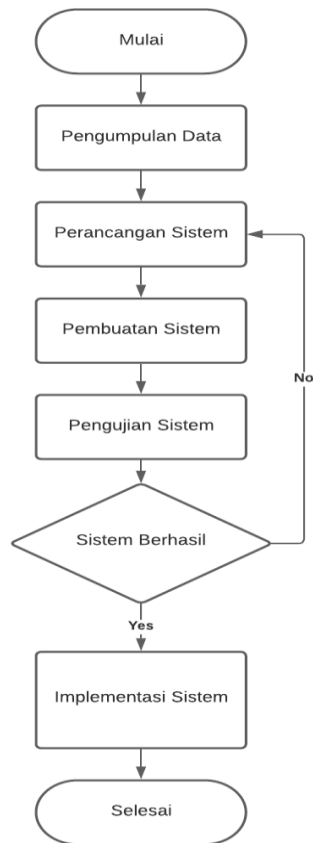 Mulai
Pengumpulan Data
Perancangan Sistem
Pembuatan Sistem
No
Pengujian Sistem
Sistem Berhasil
Yes
Implementasi Sistem
Selesai